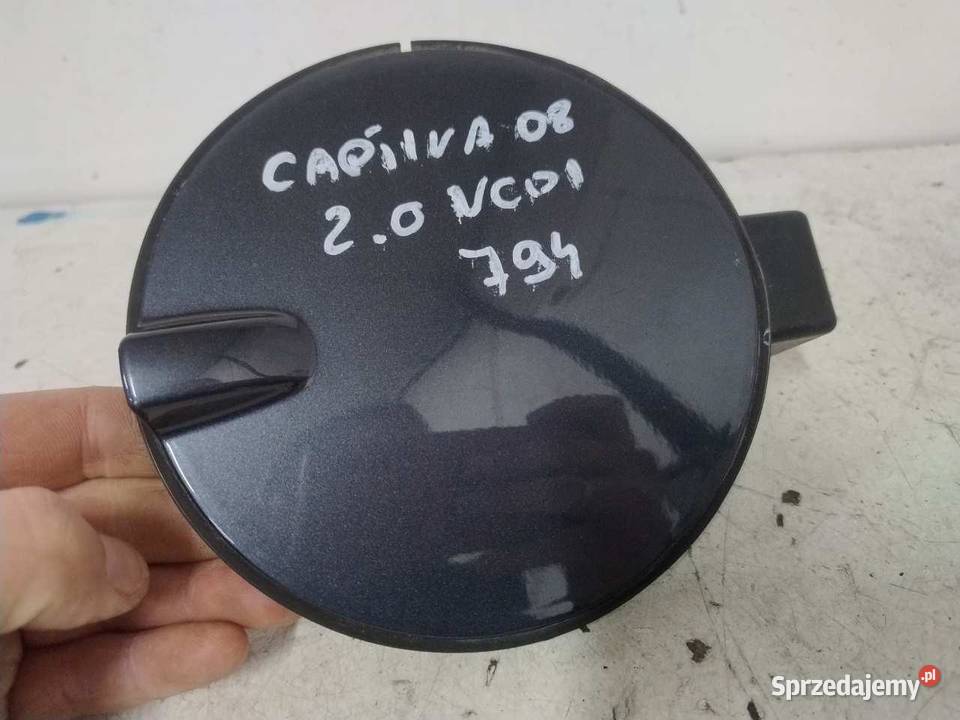 CAPTIVA 08
2.0 VCDI
794
Sprzedajemy.pl